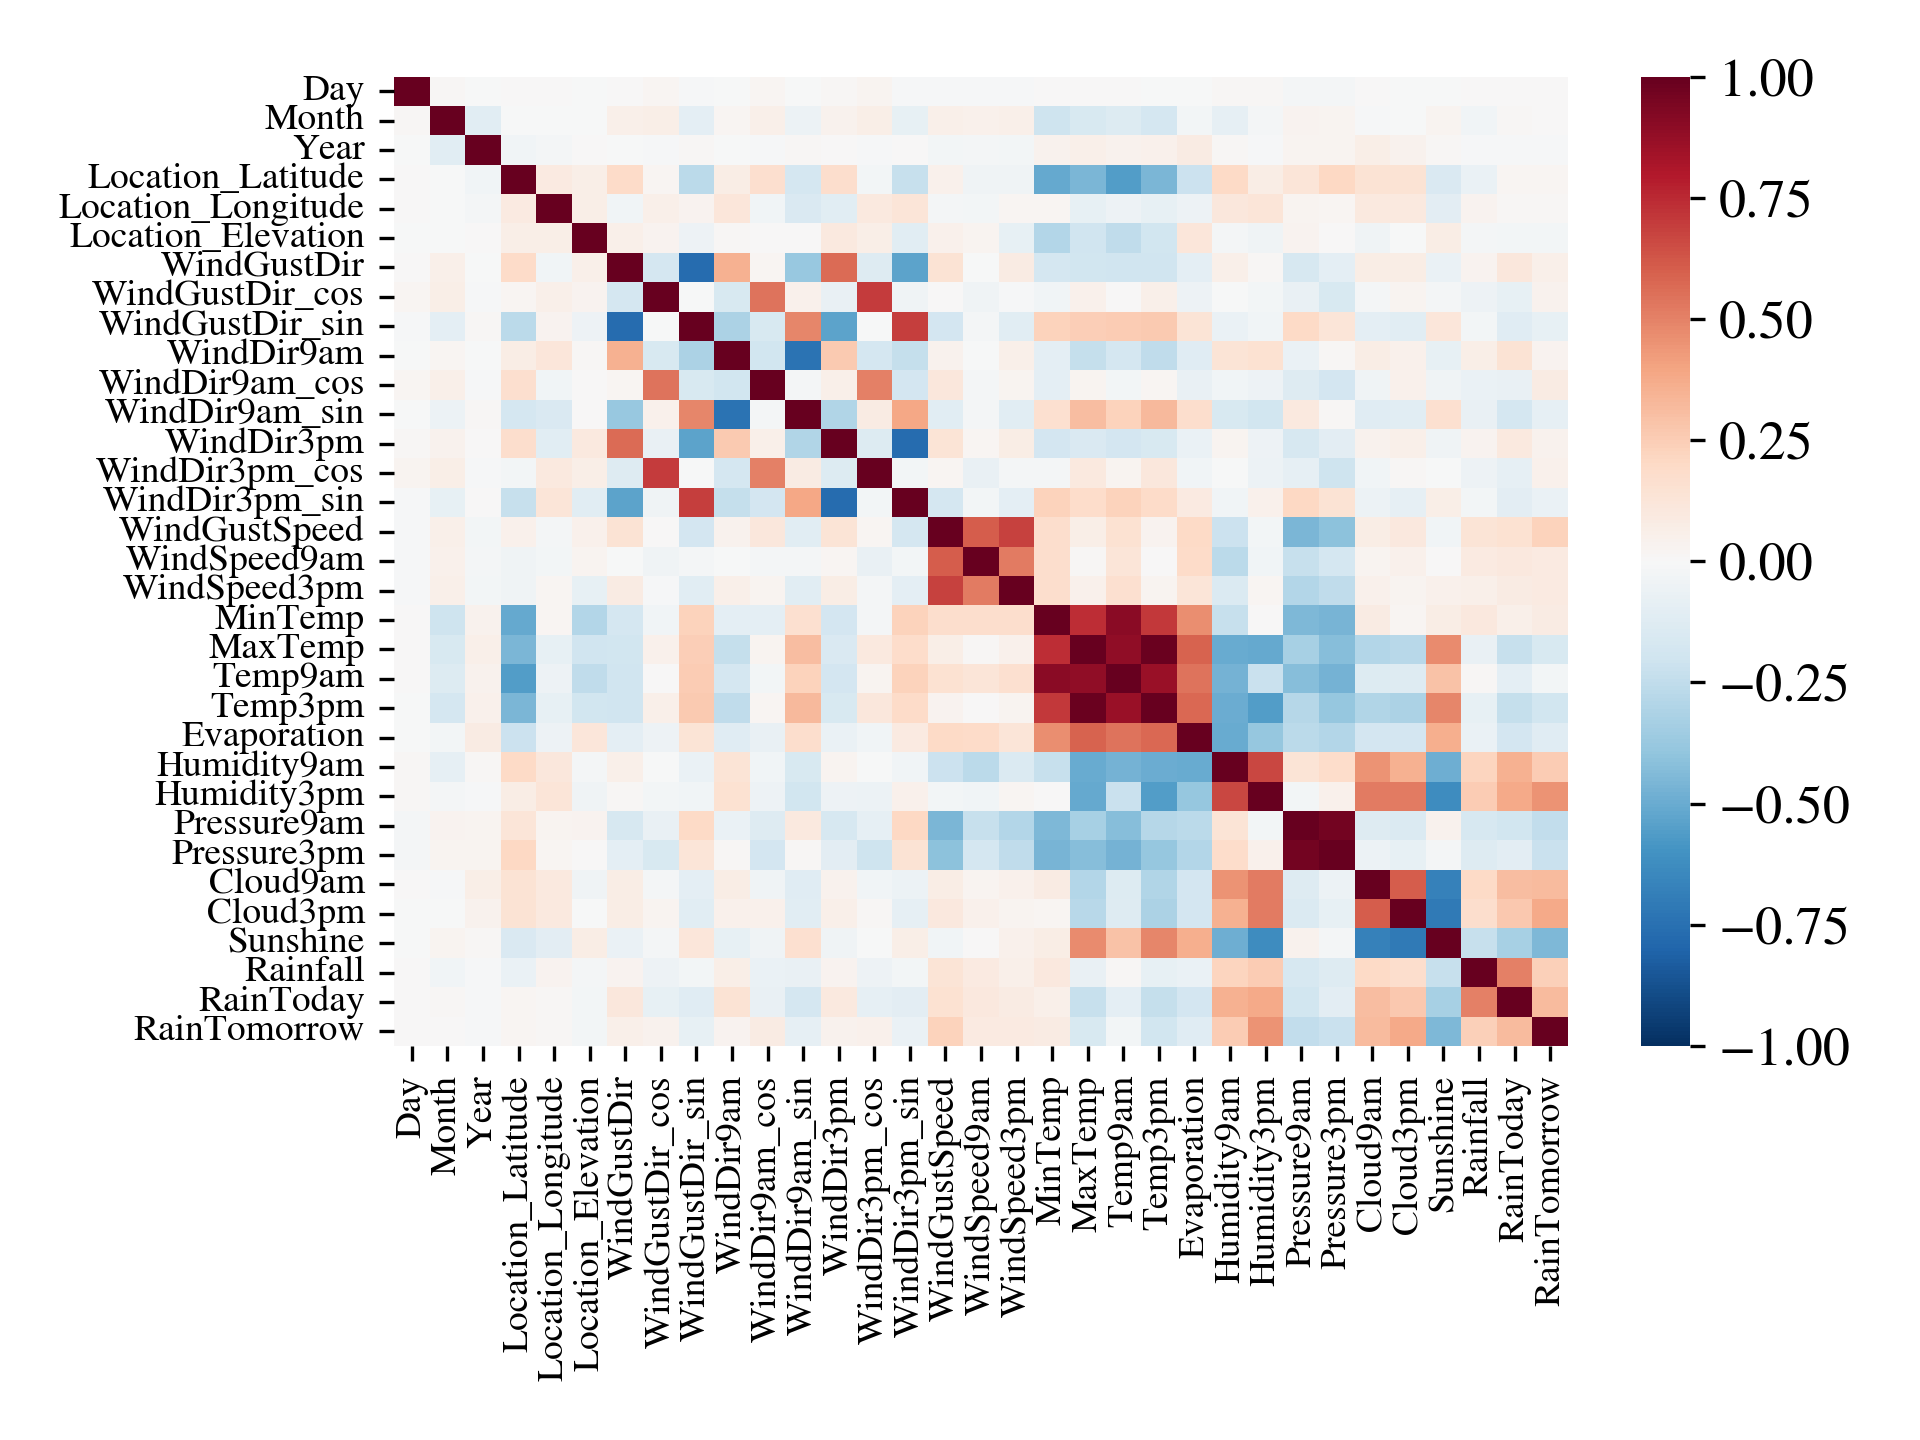 Day
Month
Year
Location_Latitude
Location_Longitude
Location_Elevation
WindGustDir
WindGustDir_cos
WindGustDir_sin
WindDir9am
WindDir9am_cos
WindDir9am_sin
WindDir3pm
WindDir3pm_cos
WindDir3pm_sin
WindGustSpeed
WindSpeed9am
WindSpeed3pm
MinTemp
MaxTemp
Temp9am
Temp3pm
Evaporation
Humidity9am
Humidity3pm
Pressure9am
Pressure3pm
Cloud9am
Cloud3pm
Sunshine
Rainfall
RainToday
RainTomorrow
Day
Month
Year
Location_Latitude
Location_Longitude
Location_Elevation
WindGustDir
WindGustDir_cos
WindGustDir_sin
WindDir9am
WindDir9am_cos
WindDir9am_sin
WindDir3pm
WindDir3pm_cos
WindDir3pm_sin
WindGustSpeed
WindSpeed9am
WindSpeed3pm
MinTemp
MaxTemp
Temp9am
Temp3pm
Evaporation
Humidity9am
Humidity3pm
Pressure9am
Pressure3pm
Cloud9am
Cloud3pm
Sunshine
Rainfall
RainToday
RainTomorrow
1.00
0.75
0.50
0.25
0.00
−0.25
−0.50
−0.75
−1.00